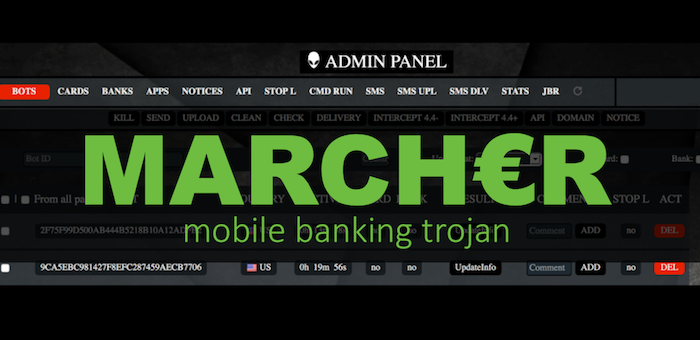 ADMIN PANEL
BOTS CARDS BANKS APPS NOTICES API STOP L CMD RUN SMS SMS UPL SMS DLV STATS JBR
KILL SEND UPLOAD CLEAN CHECK DELIVERY INTERCEPT 4.4- INTERCEPT 4.4+ API DOMAIN NOTICE
Bot ID Bank:
MARCH€R
From all STOP L ACT
mobile banking trojan
Comment ADD no DEL
9CA5EBC981427F8EFC287459AECB7706 US 0h 19m 56s no no UpdateInfo Comment ADD no DEL